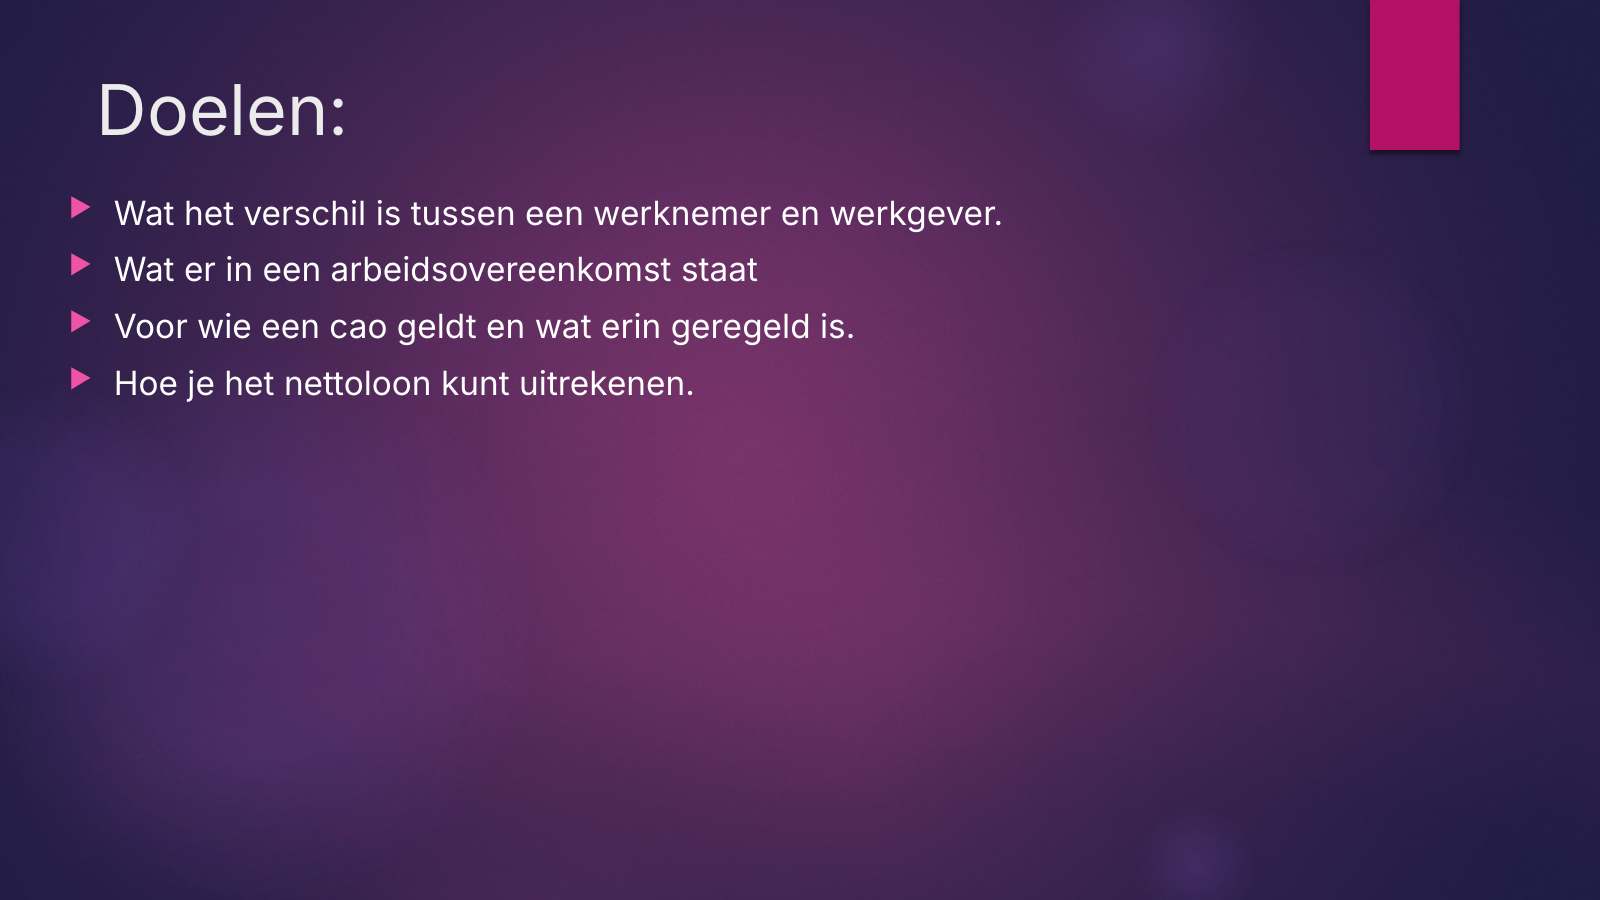 Doelen:
Wat het verschil is tussen een werknemer en werkgever.
Wat er in een arbeidsovereenkomst staat
Voor wie een cao geldt en wat erin geregeld is.
Hoe je het nettoloon kunt uitrekenen.